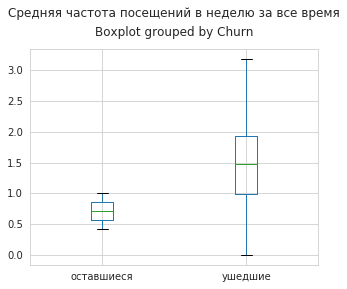 Средняя частота посещений в неделю за все время
Boxplot grouped by Churn
3.0
2.5
2.0
1.5
1.0
0.5
0.0
оставшиеся ушедшие